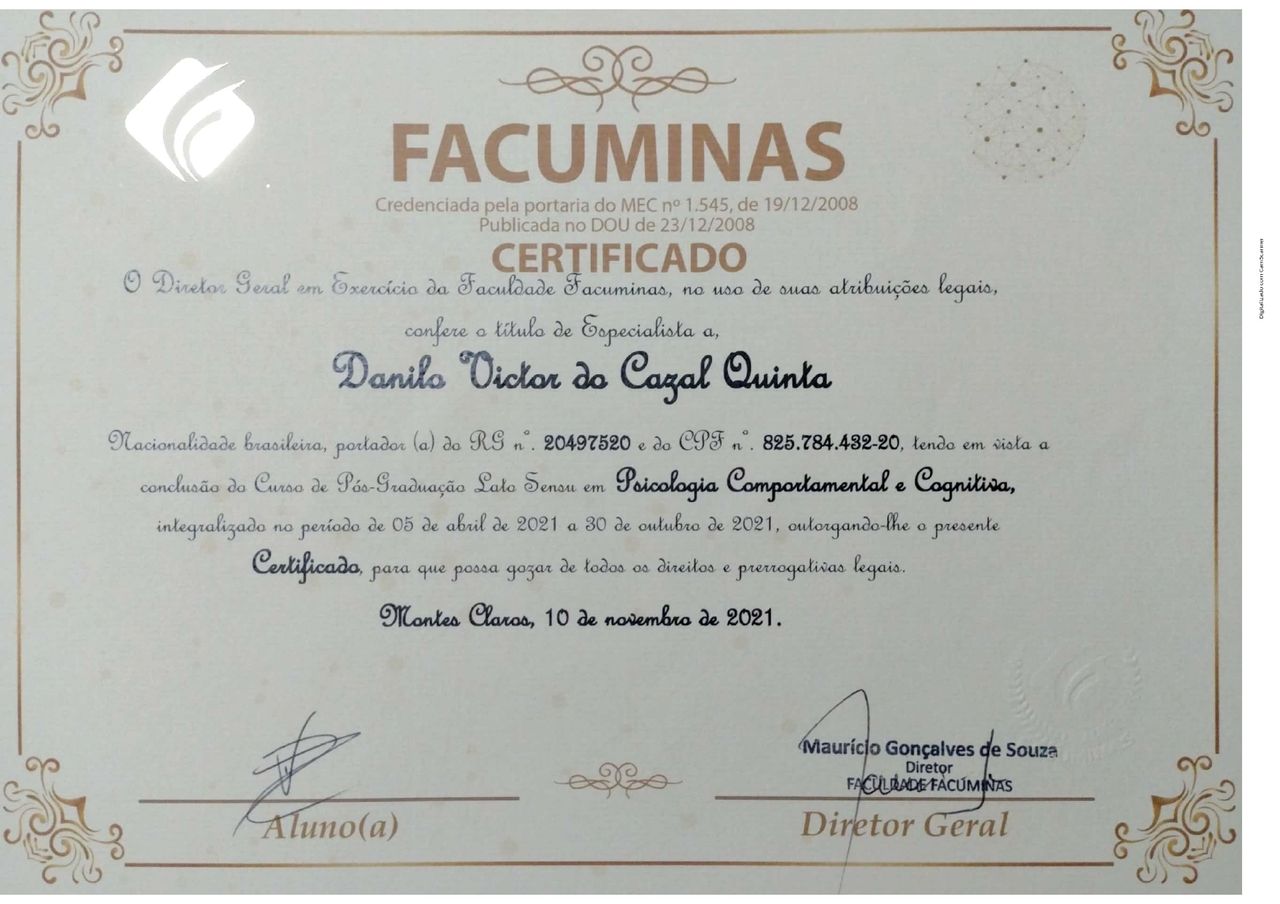 FACUMINAS
Credenciada pela portaria do MEC nº 1.545, de 19/12/2008
Publicada no DOU de 23/12/2008
CERTIFICADO
O Diretor Geral em Exercício da Faculdade Facuminas, no uso de suas atribuições legais,
confere o título de Especialista a,
Danilo Victor do Cazal Quinta
Nacionalidade brasileira, portador (a) do RG nº. 20497520 e do CPF nº. 825.784.432-20, tendo em vista a
conclusão do Curso de Pós-Graduação Lato Sensu em Psicologia Comportamental e Cognitiva,
integralizado no período de 05 de abril de 2021 a 30 de outubro de 2021, outorgando-lhe o presente
Certificado, para que possa gozar de todos os direitos e prerrogativas legais.
Montes Claros, 10 de novembro de 2021.
Maurício Gonçalves de Souza
Diretor
FACULDADE FACUMINAS
Aluno(a)
Diretor Geral
Digitalizado com CamScanner